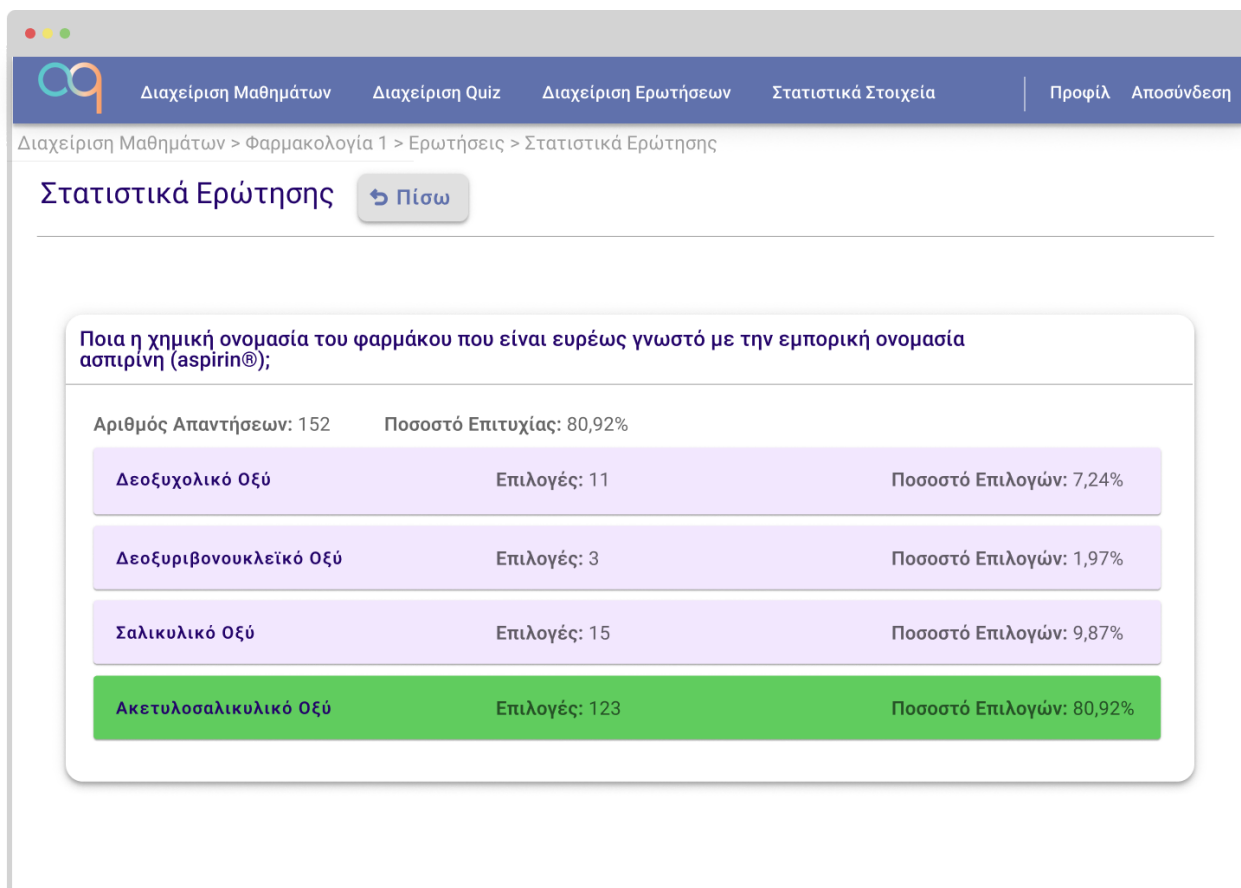 Διαχείριση Μαθημάτων Διαχείριση Quiz Διαχείριση Ερωτήσεων Στατιστικά Στοιχεία Προφίλ Αποσύνδεση
Διαχείριση Μαθημάτων > Φαρμακολογία 1 > Ερωτήσεις > Στατιστικά Ερώτησης
Στατιστικά Ερώτησης Πίσω
Ποια η χημική ονομασία του φαρμάκου που είναι ευρέως γνωστό με την εμπορική ονομασία
ασπιρίνη (aspirin®);
Αριθμός Απαντήσεων: 152 Ποσοστό Επιτυχίας: 80,92%
Δεοξυχολικό Οξύ Επιλογές: 11 Ποσοστό Επιλογών: 7,24%
Δεοξυριβονουκλεϊκό Οξύ Επιλογές: 3 Ποσοστό Επιλογών: 1,97%
Σαλικυλικό Οξύ Επιλογές: 15 Ποσοστό Επιλογών: 9,87%
Ακετυλοσαλικυλικό Οξύ Επιλογές: 123 Ποσοστό Επιλογών: 80,92%